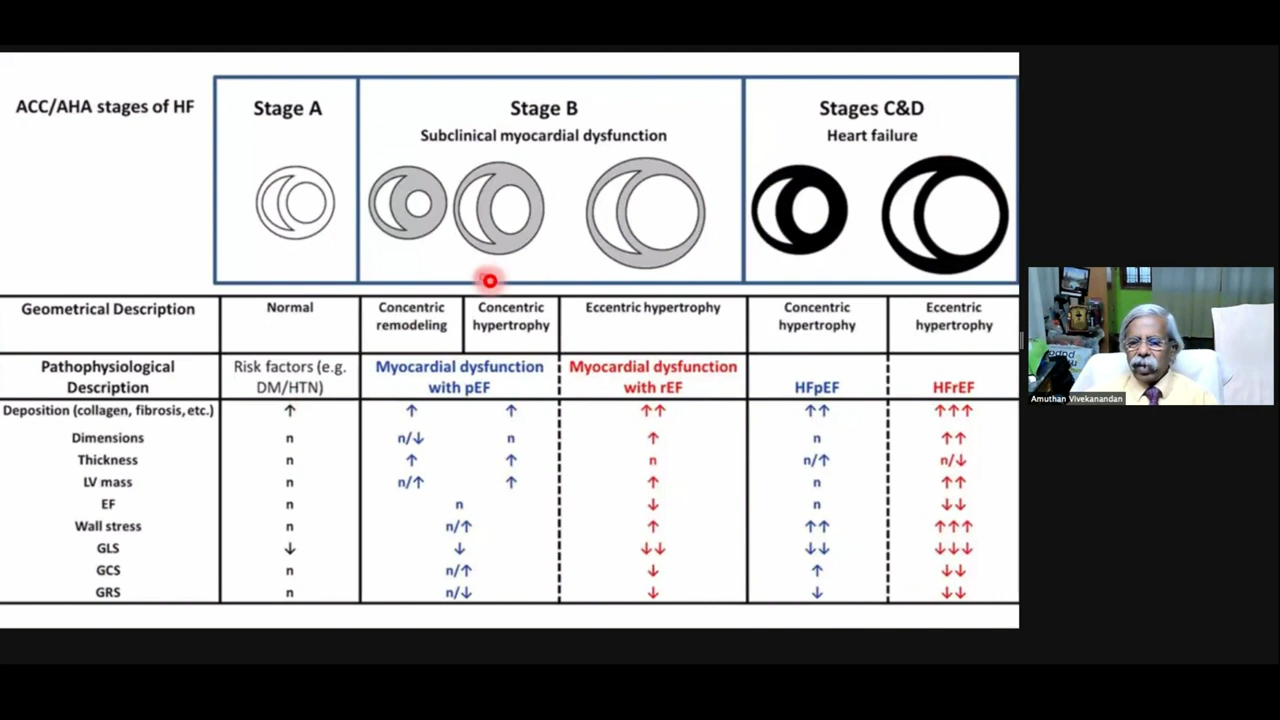 ACC/AHA stages of HF
Stage A
Stage B
Subclinical myocardial dysfunction
Stages C&D
Heart failure
Geometrical Description
Normal
Concentric
remodeling
Concentric
hypertrophy
Eccentric hypertrophy
Concentric
hypertrophy
Eccentric
hypertrophy
Pathophysiological
Description
Risk factors (e.g.
DM/HTN)
Myocardial dysfunction
with pEF
Myocardial dysfunction
with rEF
HFpEF
HFrEF
Deposition (collagen, fibrosis, etc.) ↑ ↑ ↑ ↑↑ ↑↑ ↑↑↑
Dimensions n n/↓ n ↑ n ↑↑
Thickness n ↑ ↑ n n/↑ n/↓
LV mass n n/↑ ↑ ↑ n ↑↑
EF n n ↓ n ↓↓
Wall stress n n/↑ ↑ ↑↑ ↑↑↑
GLS ↓ ↓ ↓↓ ↓↓ ↓↓↓
GCS n n/↑ ↓ ↑ ↓↓
GRS n n/↓ ↓ ↓ ↓↓
Amuthan Vivekanandan